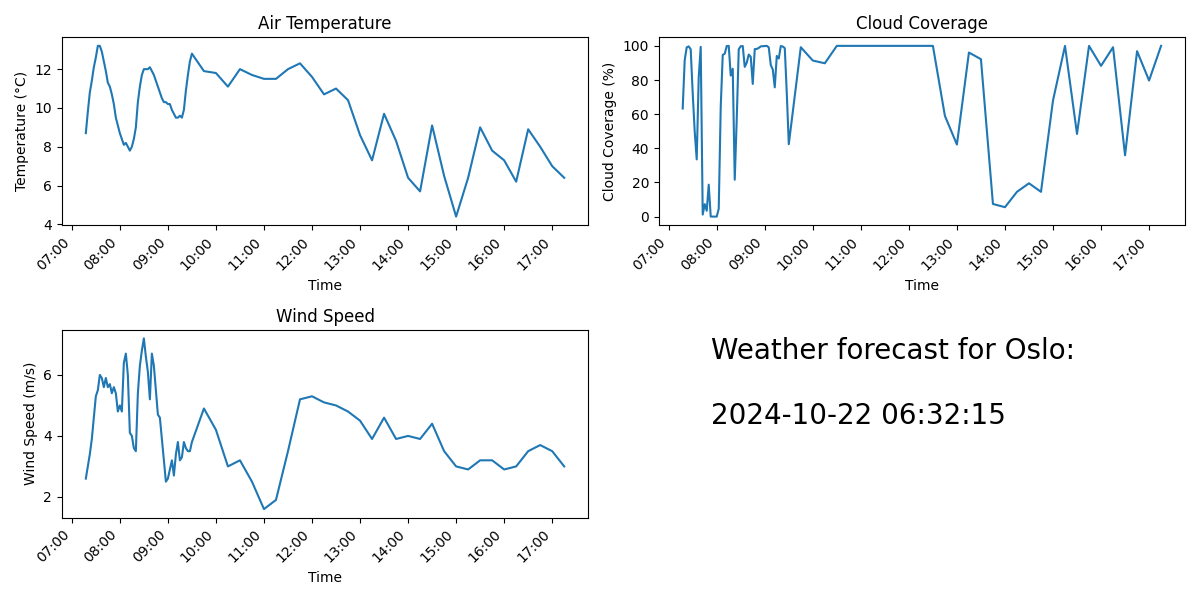 Air Temperature
Temperature (°C)
12
10
8
6
4
07:00 08:00 09:00 10:00 11:00 12:00 13:00 14:00 15:00 16:00 17:00
Time
Cloud Coverage
Cloud Coverage (%)
100
80
60
40
20
0
07:00 08:00 09:00 10:00 11:00 12:00 13:00 14:00 15:00 16:00 17:00
Time
Wind Speed
Wind Speed (m/s)
6
4
2
07:00 08:00 09:00 10:00 11:00 12:00 13:00 14:00 15:00 16:00 17:00
Time
Weather forecast for Oslo:
2024-10-22 06:32:15